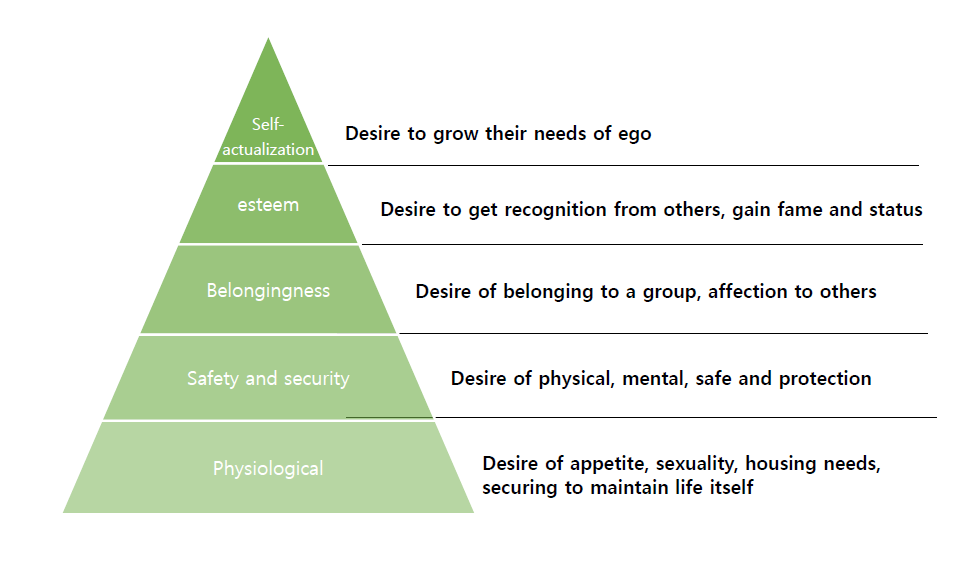 Self-
actualization
Desire to grow their needs of ego
esteem
Desire to get recognition from others, gain fame and status
Belongingness
Desire of belonging to a group, affection to others
Safety and security
Desire of physical, mental, safe and protection
Physiological
Desire of appetite, sexuality, housing needs,
securing to maintain life itself